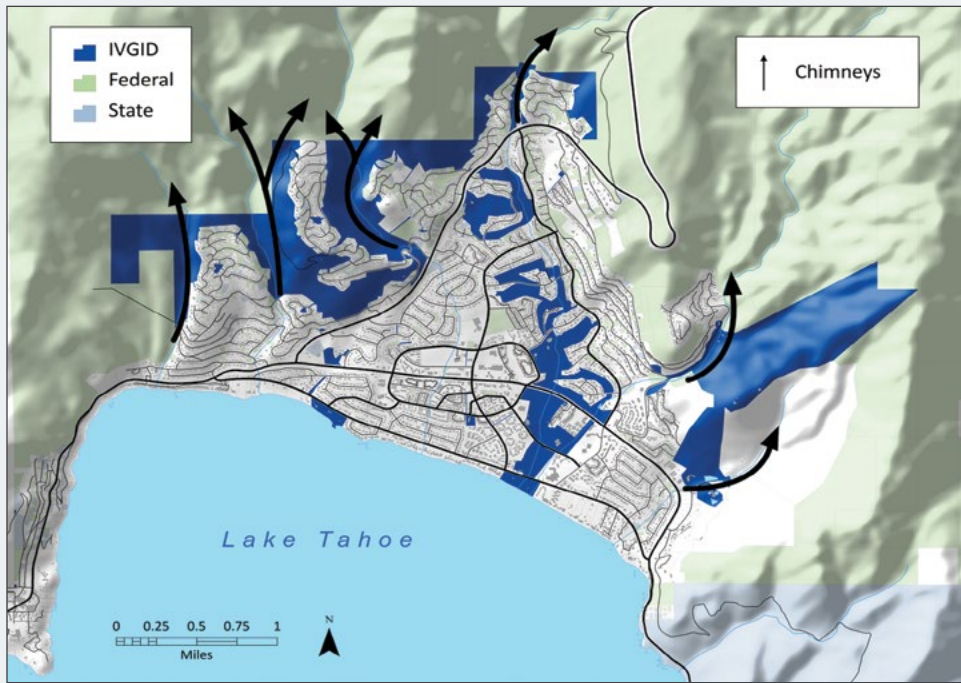 IVGID
Federal
State
Chimneys
Lake Tahoe
0 0.25 0.5 0.75 1
Miles
N